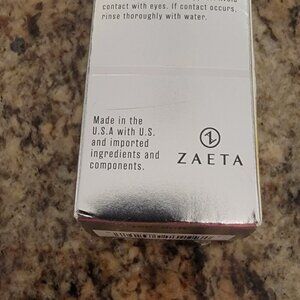 contact with eyes. If contact occurs,
rinse thoroughly with water.
Made in the
U.S.A with U.S.
and imported
ingredients and
components.
ZAETA